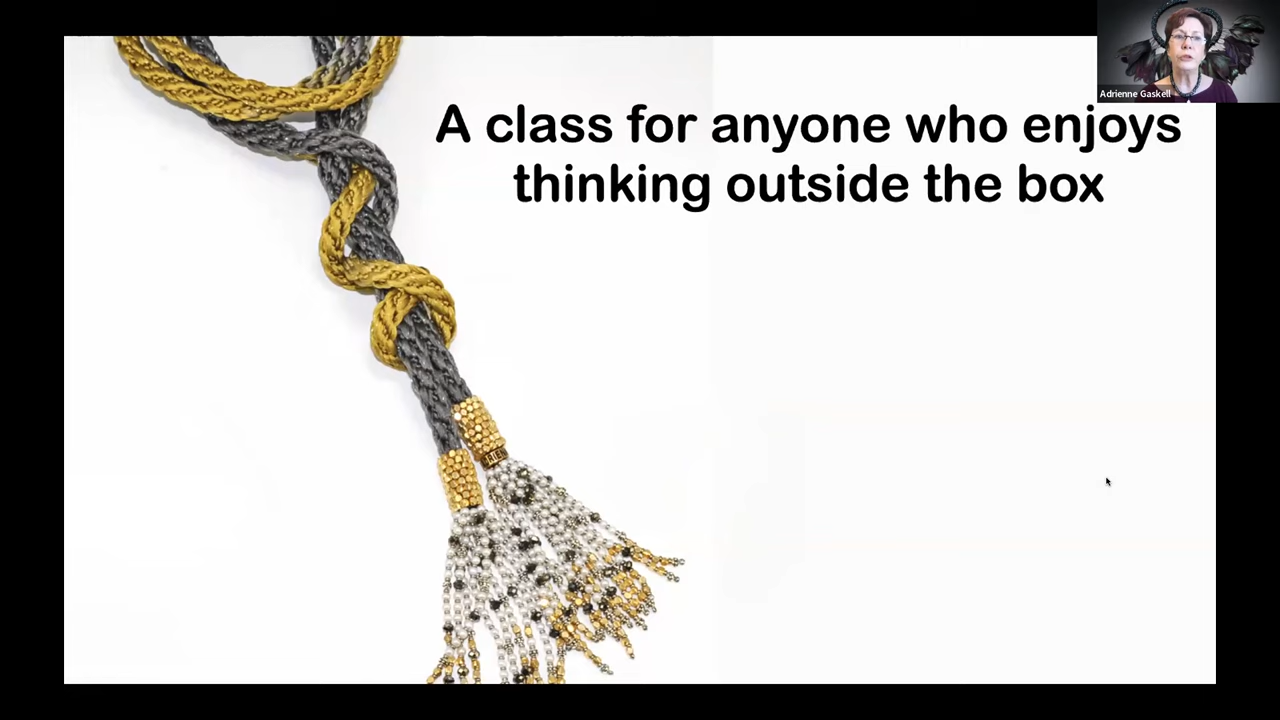 Adrienne Gaskell
A class for anyone who enjoys
thinking outside the box